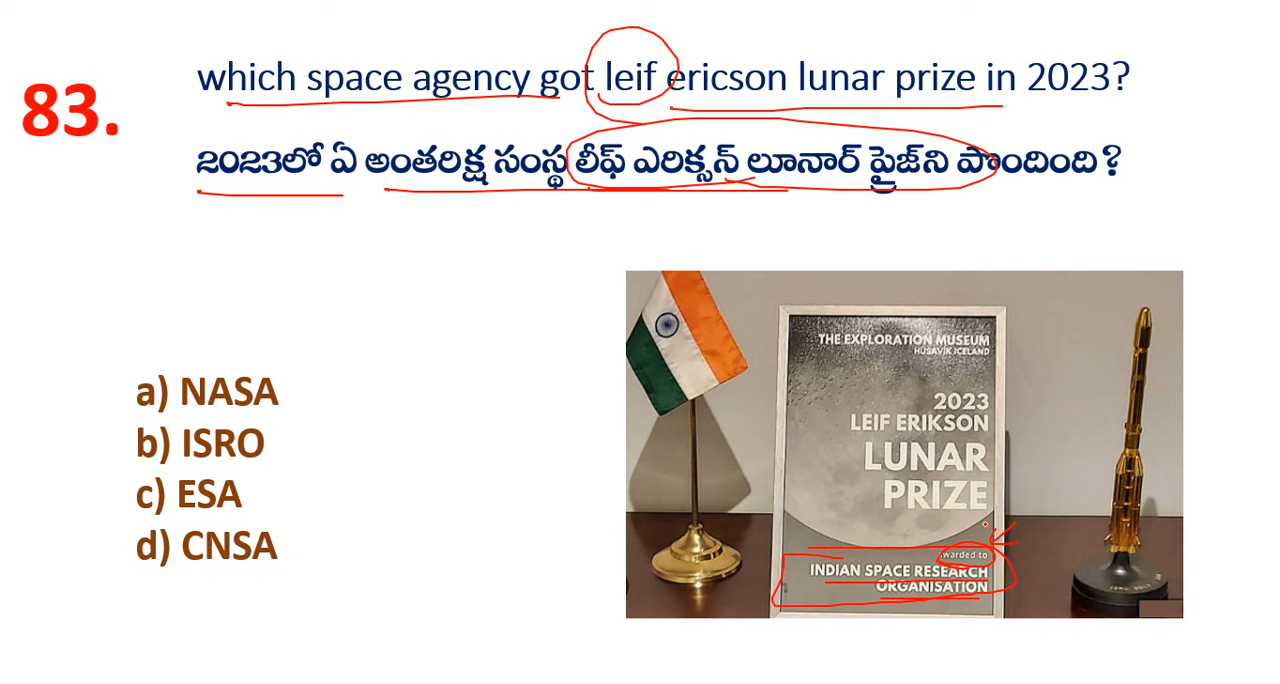 which space agency got leif ericson lunar prize in 2023?
83.
2023లో ఏ అంతరిక్ష సంస్థ లీఫ్ ఎరిక్సన్ లూనార్ ప్రైజ్‌ని పొందింది?
a) NASA
b) ISRO
c) ESA
d) CNSA
THE EXPLORATION MUSEUM
HUSAVIK ICELAND
2023
LEIF ERIKSON
LUNAR
PRIZE
awarded to
INDIAN SPACE RESEARCH
ORGANISATION